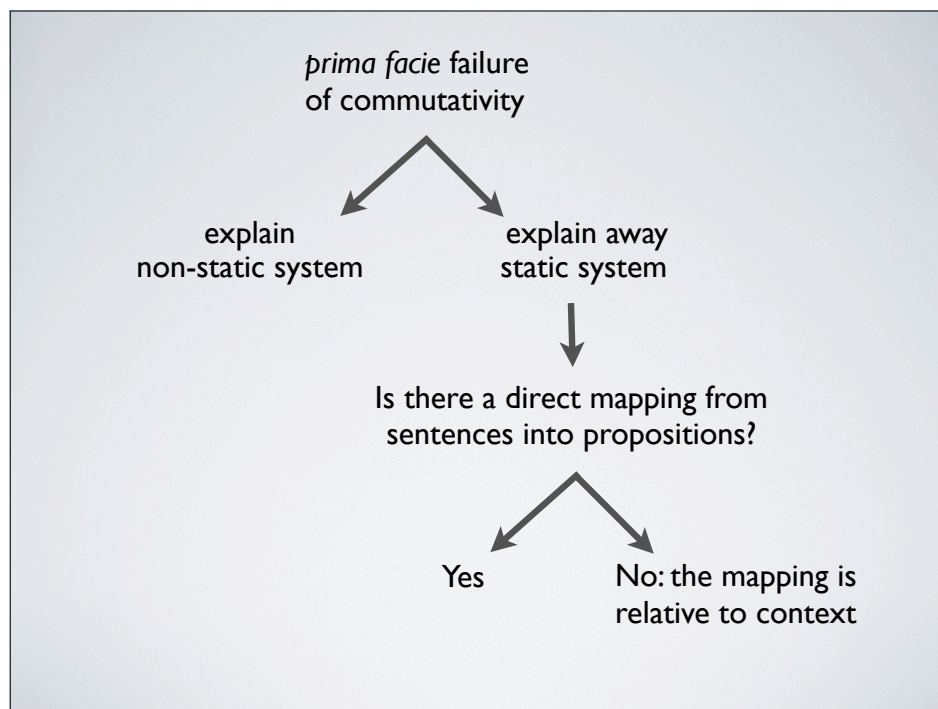 prima facie failure
of commutativity
explain
non-static system
explain away
static system
Is there a direct mapping from
sentences into propositions?
Yes
No: the mapping is
relative to context